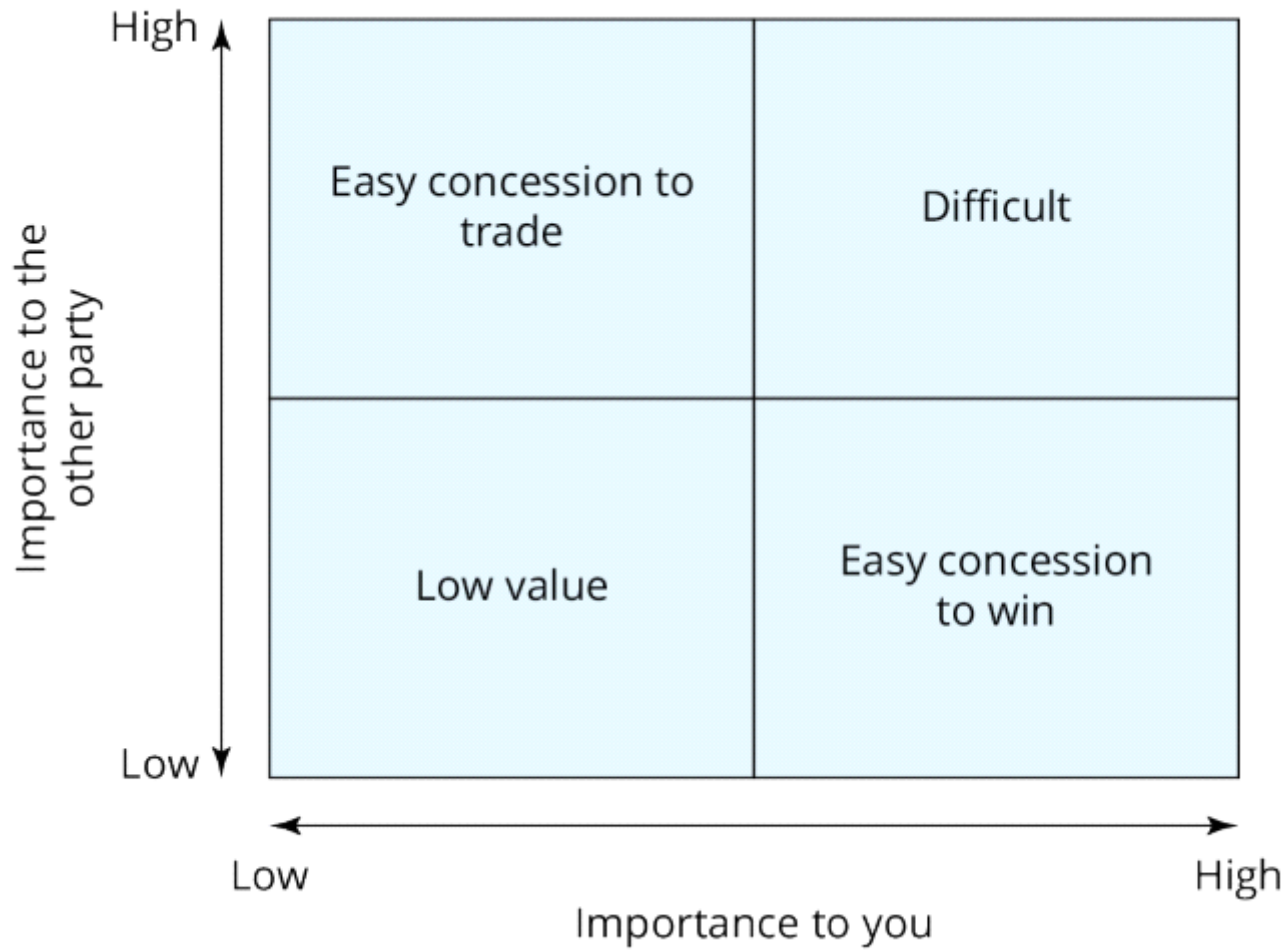 High
Easy concession to
trade
Difficult
Importance to the
other party
Low value
Easy concession
to win
Low
Low
High
Importance to you